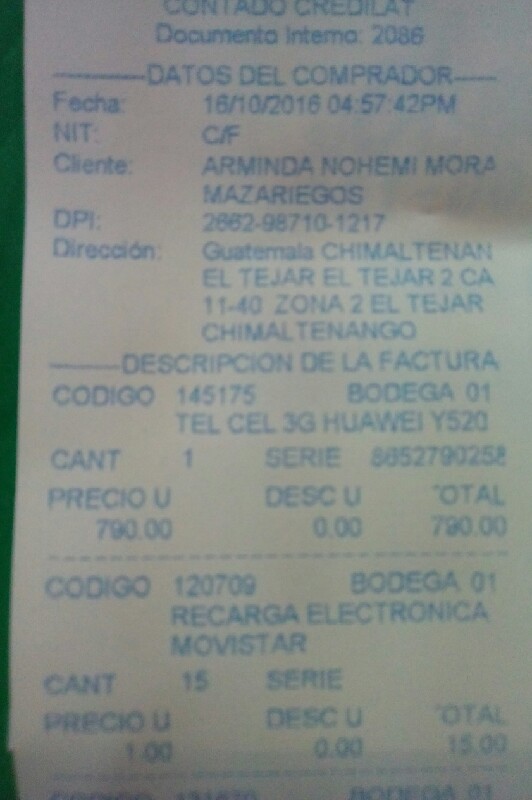 CONTADO CREDILAT
Documento Interno: 2086
DATOS DEL COMPRADOR
Fecha: 16/10/2016 04:57:42PM
NIT: C/F
Cliente: ARMINDA NOHEMI MORA
MAZARIEGOS
DPI: 2662-98710-1217
Dirección: Guatemala CHIMALTENAN
EL TEJAR EL TEJAR 2 CA
11-40 ZONA 2 EL TEJAR
CHIMALTENANGO
DESCRIPCION DE LA FACTURA
CODIGO 145175 BODEGA 01
TEL CEL 3G HUAWEI Y520
CANT 1 SERIE 8652790258
PRECIO U DESC U TOTAL
790.00 0.00 790.00
CODIGO 120709 BODEGA 01
RECARGA ELECTRONICA
MOVISTAR
CANT 15 SERIE
PRECIO U DESC U TOTAL
1.00 0.00 15.00
CODIGO BODEGA 01